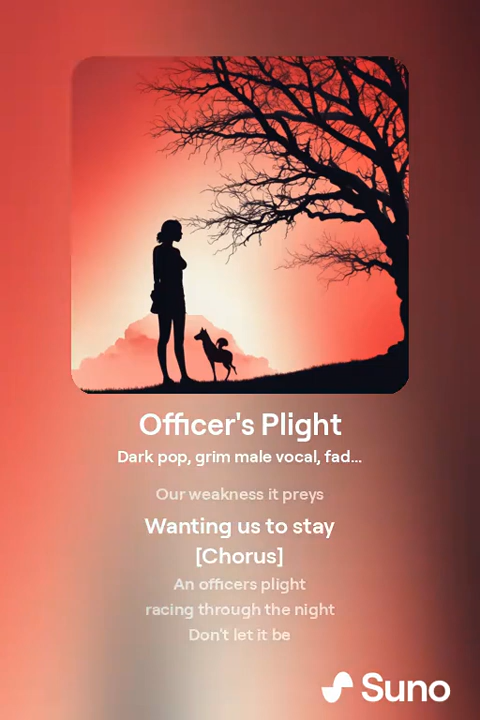 Officer's Plight
Dark pop, grim male vocal, fad...
Our weakness it preys
Wanting us to stay
[Chorus]
An officers plight
racing through the night
Don't let it be
Suno